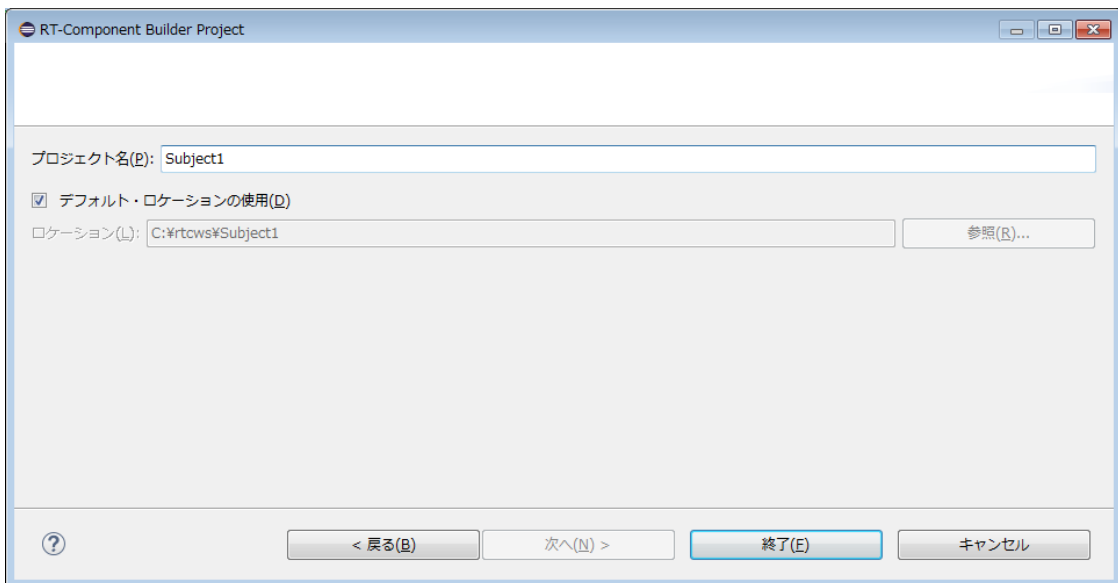 RT-Component Builder Project
プロジェクト名(P): Subject1
デフォルト・ロケーションの使用(D)
ロケーション(L): C:¥rtcws¥Subject1 参照(R)...
< 戻る(B) 次へ(N) > 終了(F) キャンセル